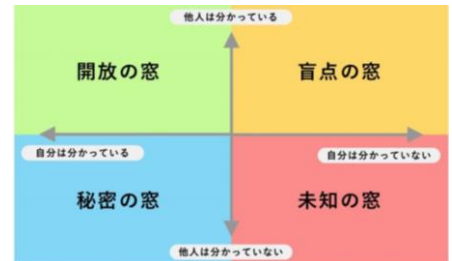 他人は分かっている
開放の窓
盲点の窓
自分は分かっている
自分は分かっていない
秘密の窓
未知の窓
他人は分かっていない